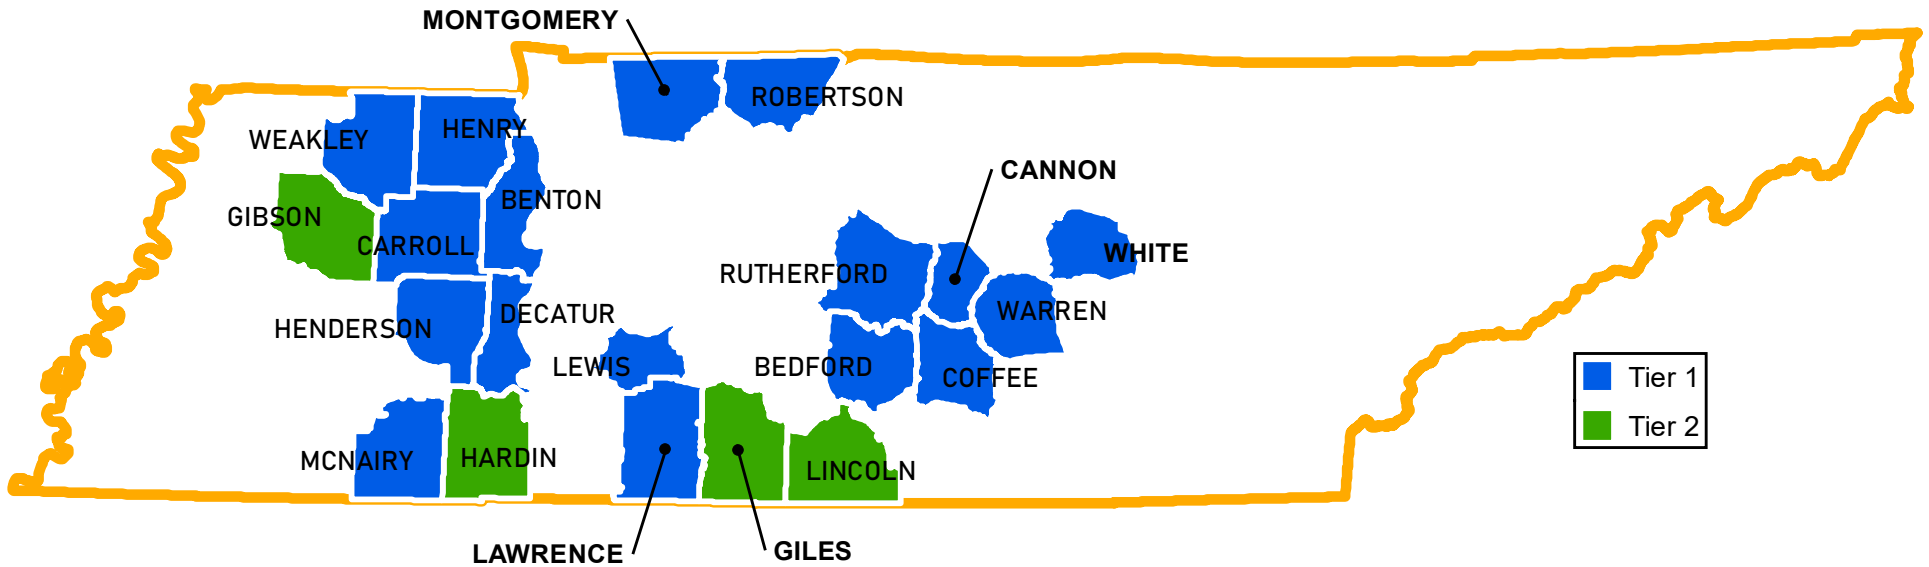 MONTGOMERY
ROBERTSON
HENRY
WEAKLEY
CANNON
BENTON
GIBSON
CARROLL
WHITE
RUTHERFORD
WARREN
DECATUR
HENDERSON
LEWIS
BEDFORD
COFFEE
Tier 1
Tier 2
HARDIN
MCNAIRY
LINCOLN
LAWRENCE
GILES